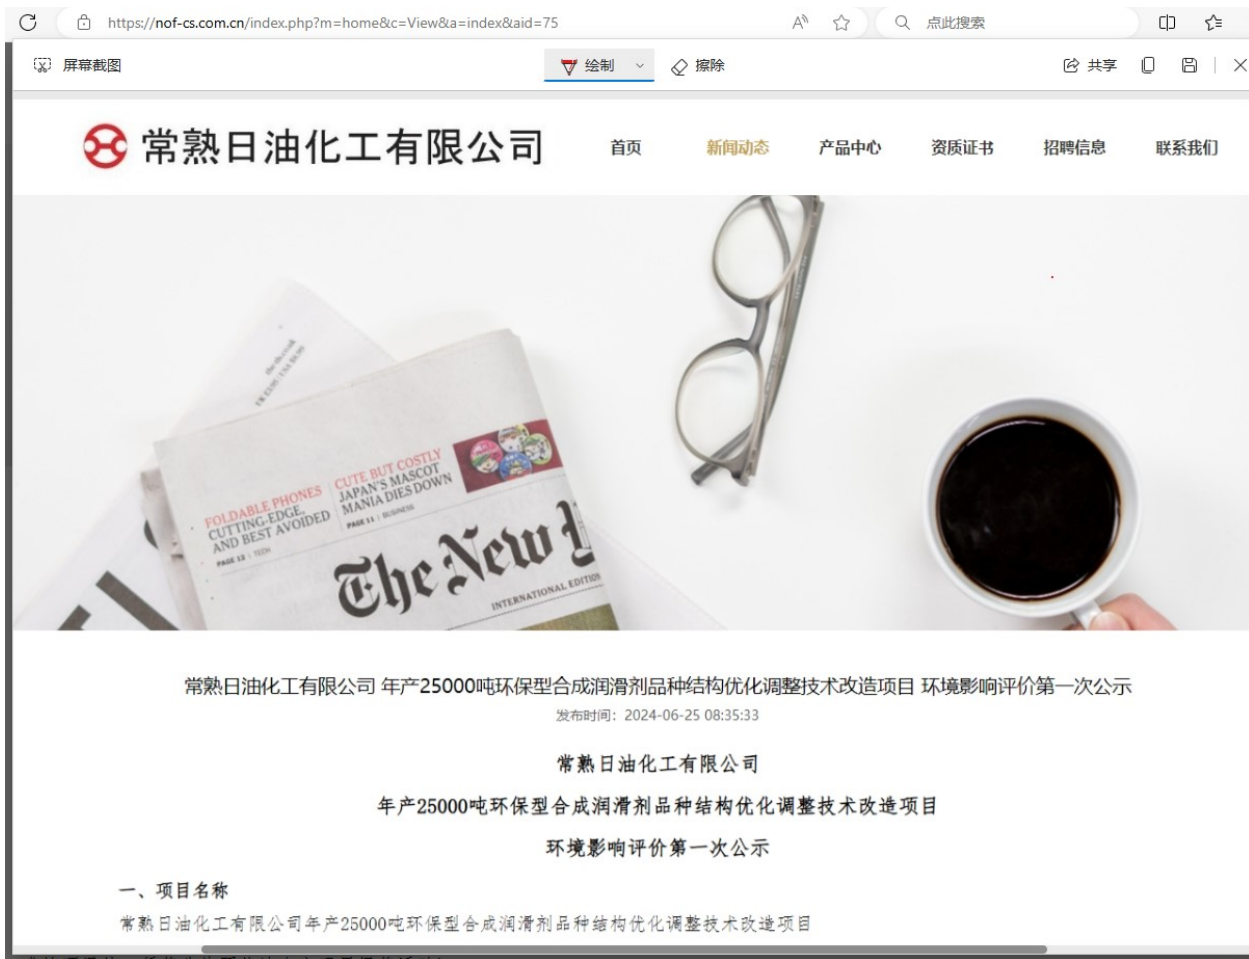 https://nof-cs.com.cn/index.php?m=home&c=View&a=index&aid=75
点此搜索
屏幕截图
绘制
擦除
共享
常熟日油化工有限公司
首页 新闻动态 产品中心 资质证书 招聘信息 联系我们
FOLDABLE PHONES
CUTTING-EDGE,
AND BEST AVOIDED
PAGE 12 | TECH
CUTE BUT COSTLY
JAPAN'S MASCOT
MANIA DIES DOWN
PAGE 11 | BUSINESS
The New
INTERNATIONAL EDITION
常熟日油化工有限公司 年产25000吨环保型合成润滑剂品种结构优化调整技术改造项目 环境影响评价第一次公示
发布时间：2024-06-25 08:35:33
常熟日油化工有限公司
年产25000吨环保型合成润滑剂品种结构优化调整技术改造项目
环境影响评价第一次公示
一、项目名称
常熟日油化工有限公司年产25000吨环保型合成润滑剂品种结构优化调整技术改造项目